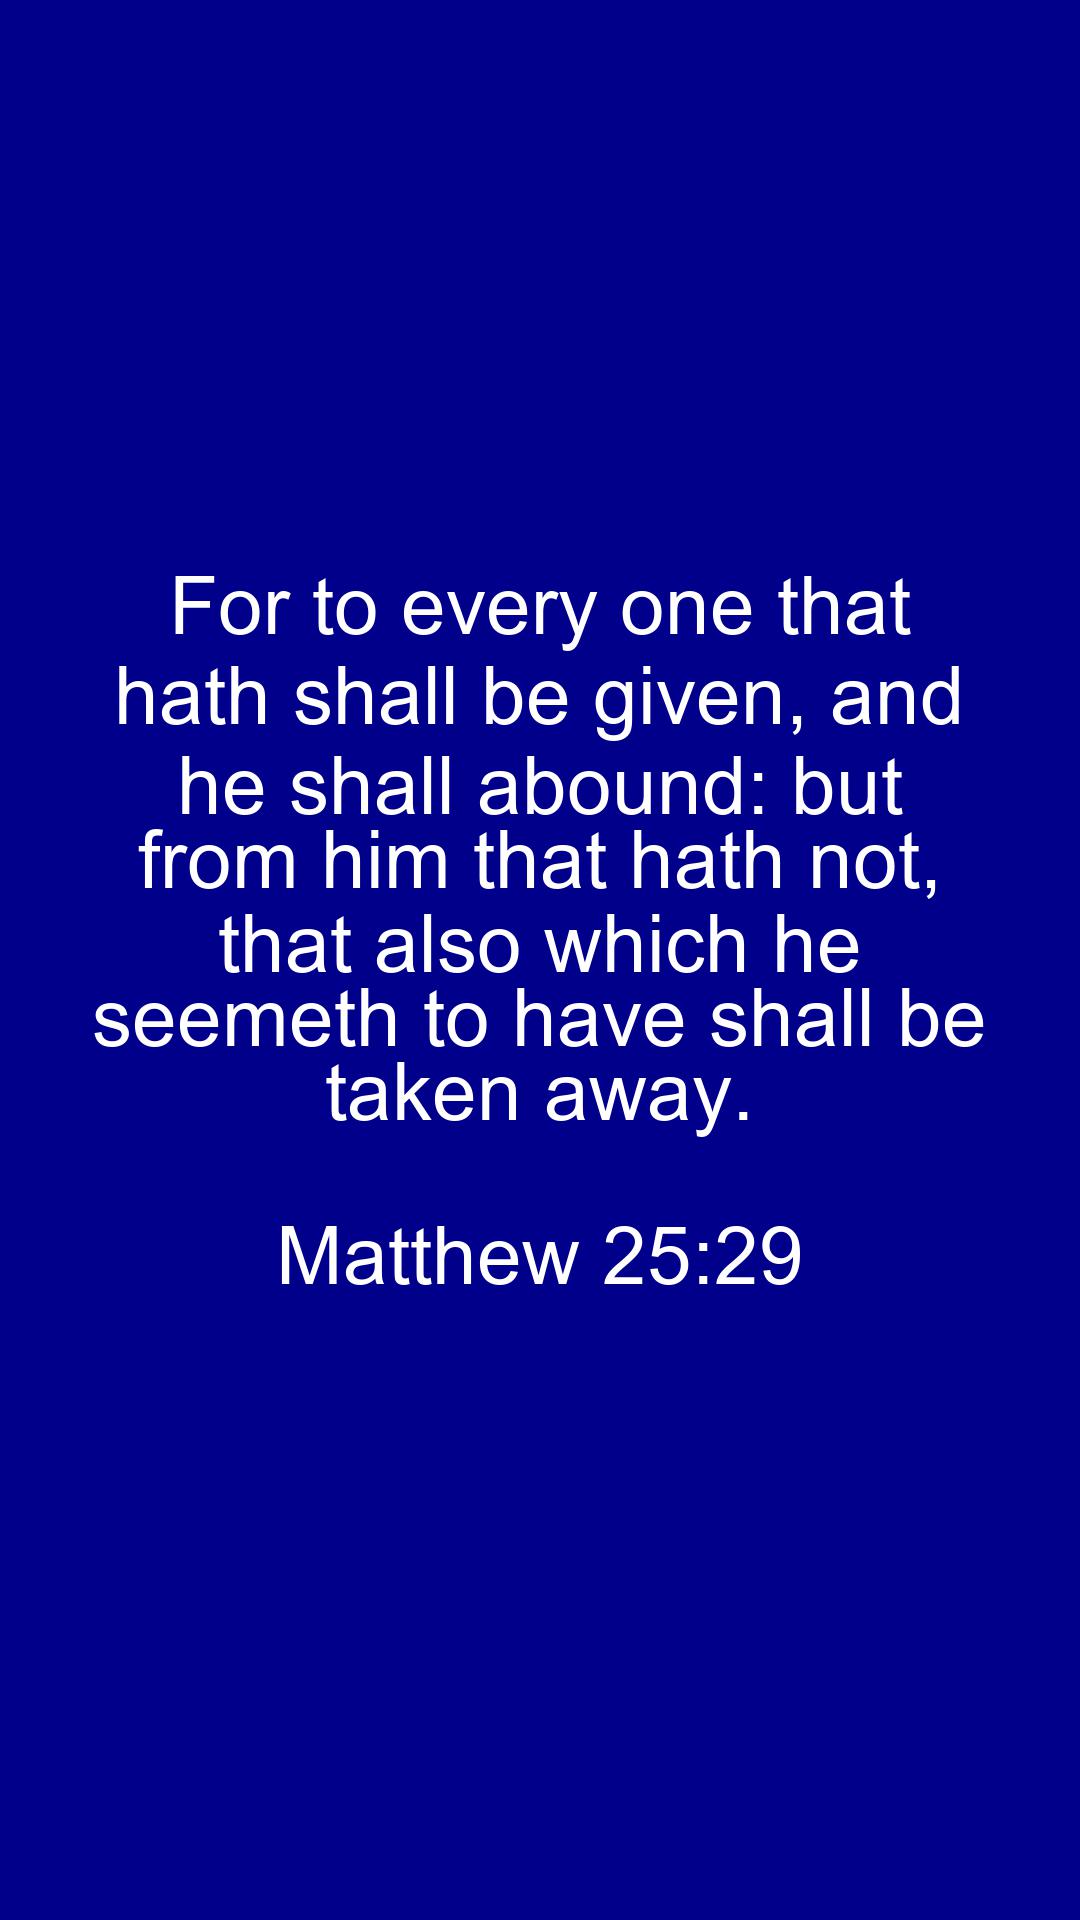 For to every one that
hath shall be given, and
he shall abound: but
from him that hath not,
that also which he
seemeth to have shall be
taken away.
Matthew 25:29